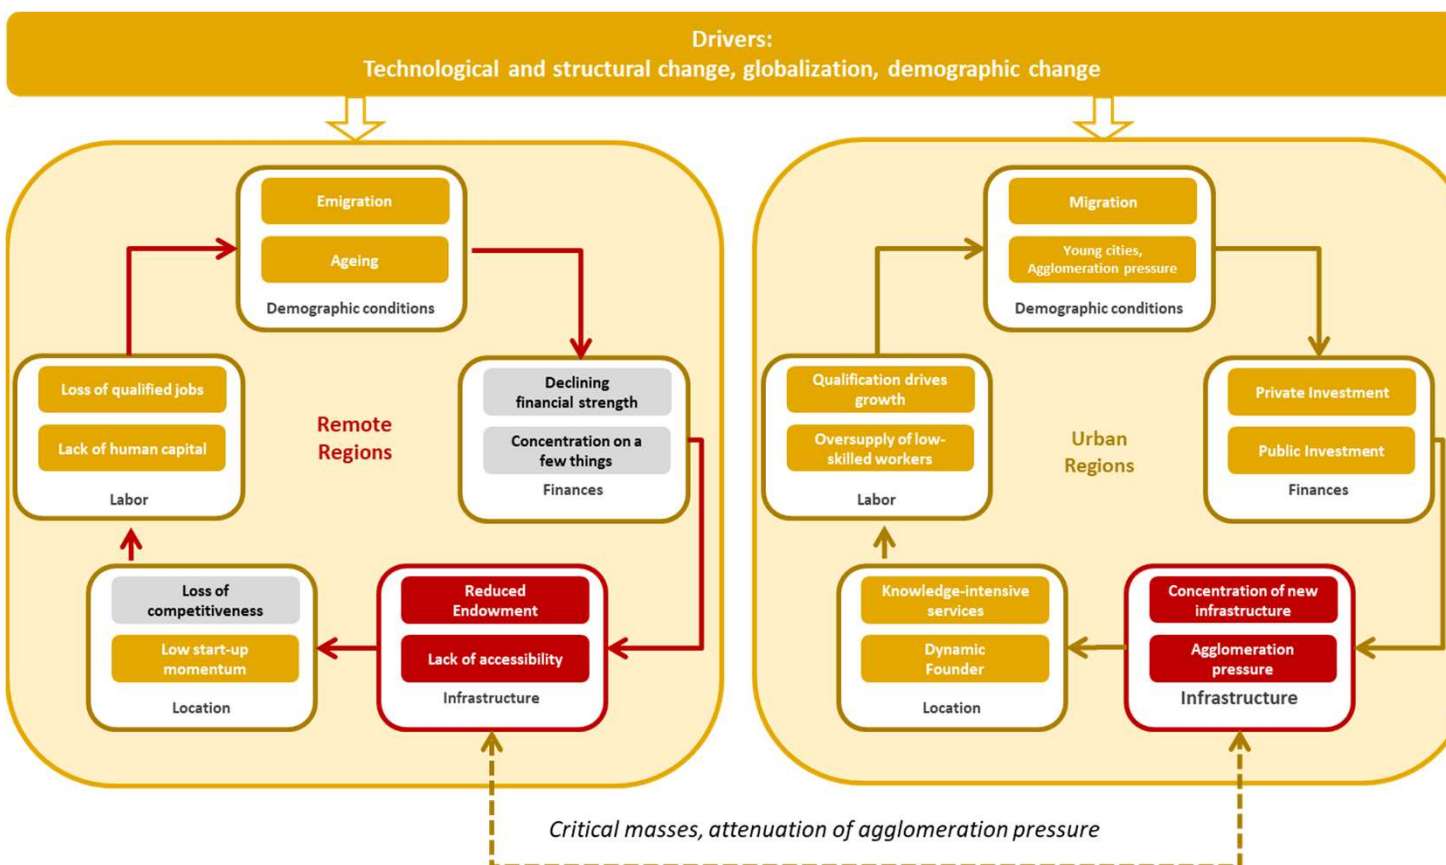 Drivers:
Technological and structural change, globalization, demographic change
Emigration
Ageing
Demographic conditions
Loss of qualified jobs
Lack of human capital
Labor
Remote
Regions
Declining
financial strength
Concentration on a
few things
Finances
Loss of
competitiveness
Low start-up
momentum
Location
Reduced
Endowment
Lack of accessibility
Infrastructure
Migration
Young cities,
Agglomeration pressure
Demographic conditions
Qualification drives
growth
Oversupply of low-
skilled workers
Labor
Urban
Regions
Private Investment
Public Investment
Finances
Knowledge-intensive
services
Dynamic
Founder
Location
Concentration of new
infrastructure
Agglomeration
pressure
Infrastructure
Critical masses, attenuation of agglomeration pressure